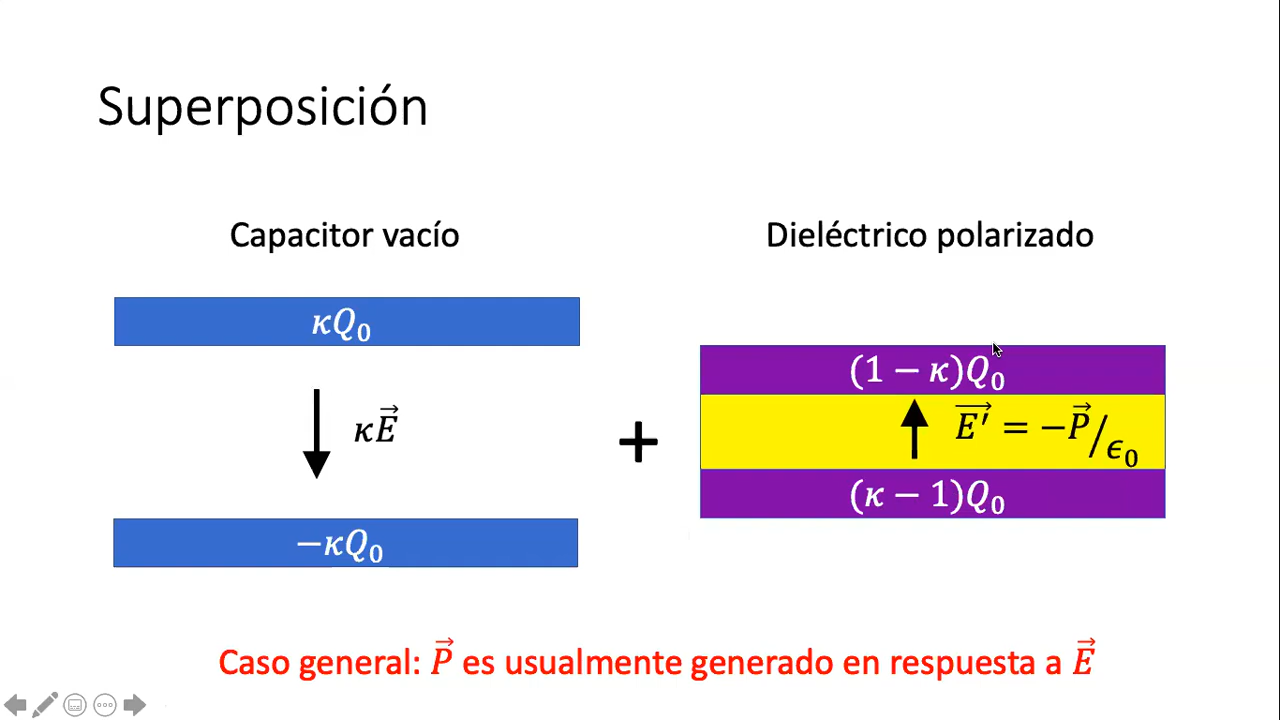 Superposición
Capacitor vacío
Dieléctrico polarizado
κQ₀
(1 − κ)Q₀
κE⃗
+
E⃗′ = −P⃗/ϵ₀
(κ − 1)Q₀
−κQ₀
Caso general: P⃗ es usualmente generado en respuesta a E⃗